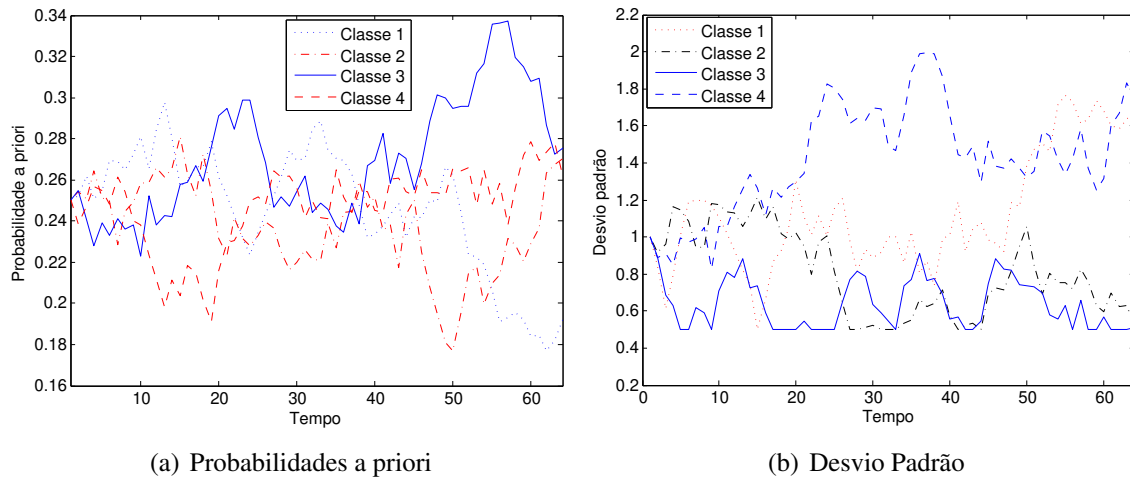 0.34
0.32
0.3
0.28
0.26
0.24
0.22
0.2
0.18
0.16
Probabilidade a priori
Classe 1
Classe 2
Classe 3
Classe 4
10 20 30 40 50 60
Tempo
(a) Probabilidades a priori
2.2
2
1.8
1.6
1.4
1.2
1
0.8
0.6
0.4
0.2
Desvio padrão
Classe 1
Classe 2
Classe 3
Classe 4
0 10 20 30 40 50 60
Tempo
(b) Desvio Padrão